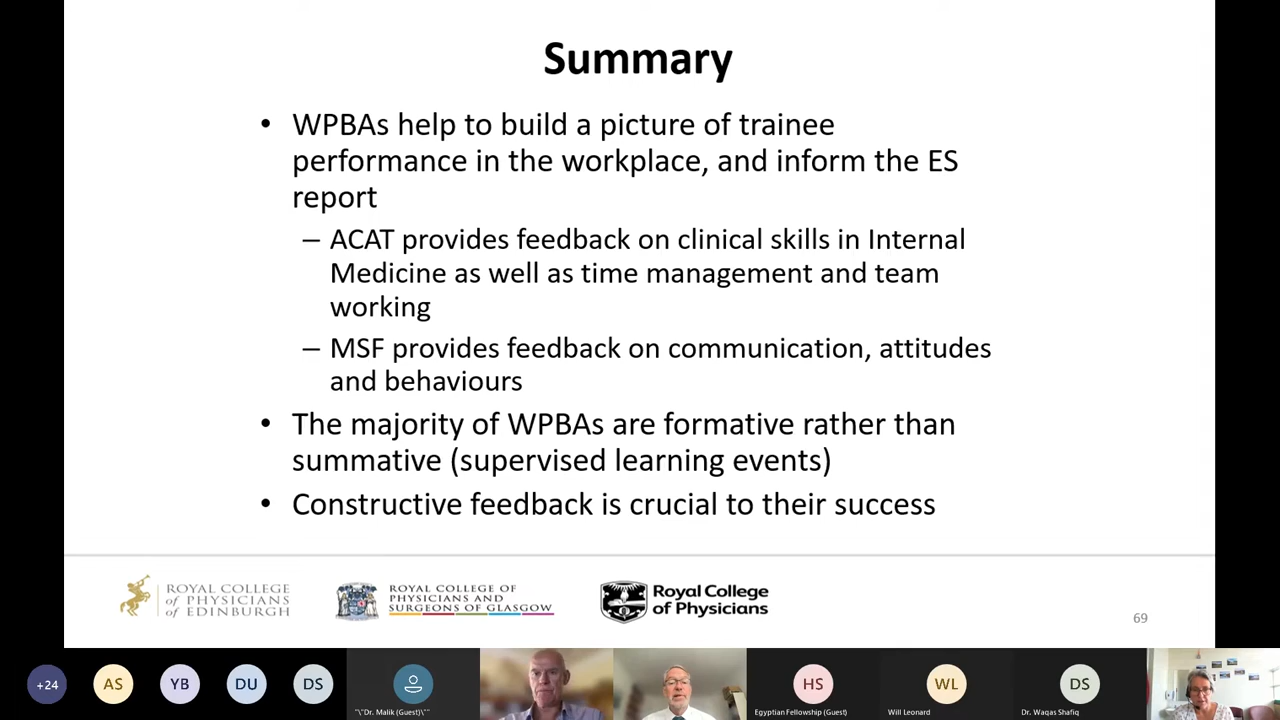 Summary
• WPBAs help to build a picture of trainee
performance in the workplace, and inform the ES
report
– ACAT provides feedback on clinical skills in Internal
Medicine as well as time management and team
working
– MSF provides feedback on communication, attitudes
and behaviours
• The majority of WPBAs are formative rather than
summative (supervised learning events)
• Constructive feedback is crucial to their success
ROYAL COLLEGE
of PHYSICIANS
of EDINBURGH
ROYAL COLLEGE OF
PHYSICIANS AND
SURGEONS OF GLASGOW
Royal College
of Physicians
69
+24
AS
YB
DU
DS
HS
WL
DS
"\"Dr. Malik (Guest)\""
Egyptian Fellowship (Guest)
Will Leonard
Dr. Waqas Shafiq